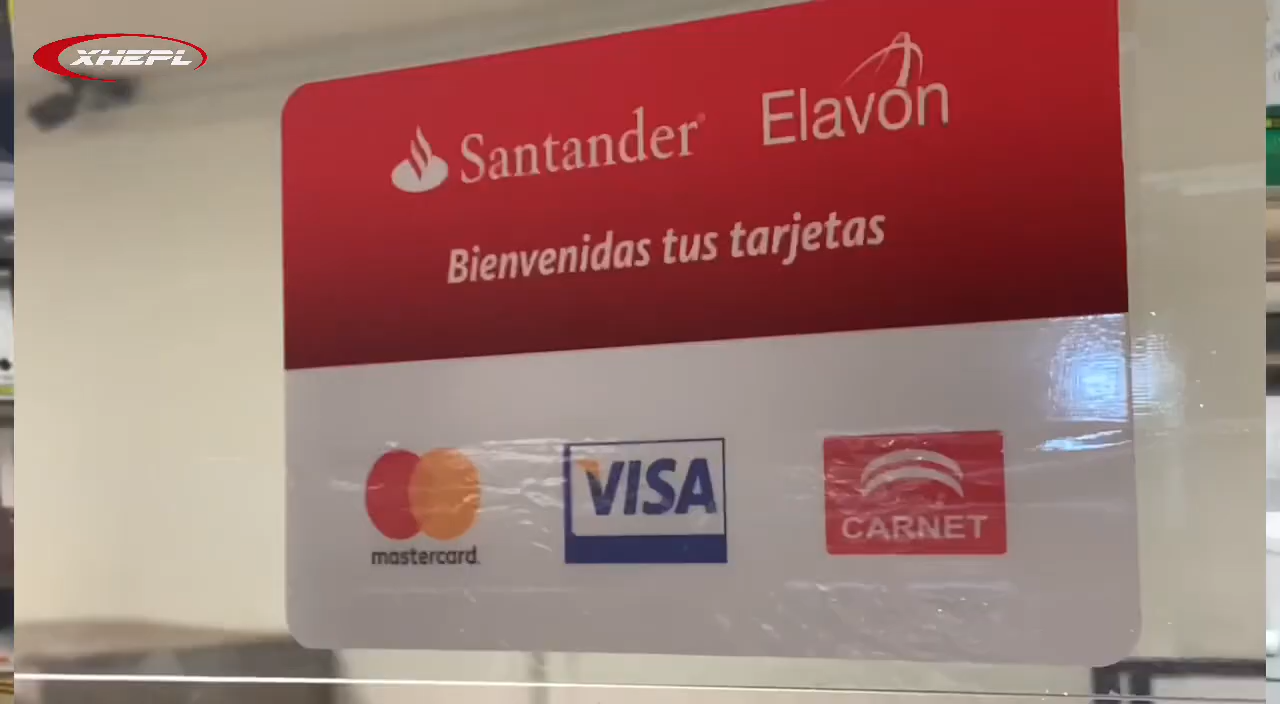 XHEPL
Santander® Elavon
Bienvenidas tus tarjetas
mastercard. VISA CARNET